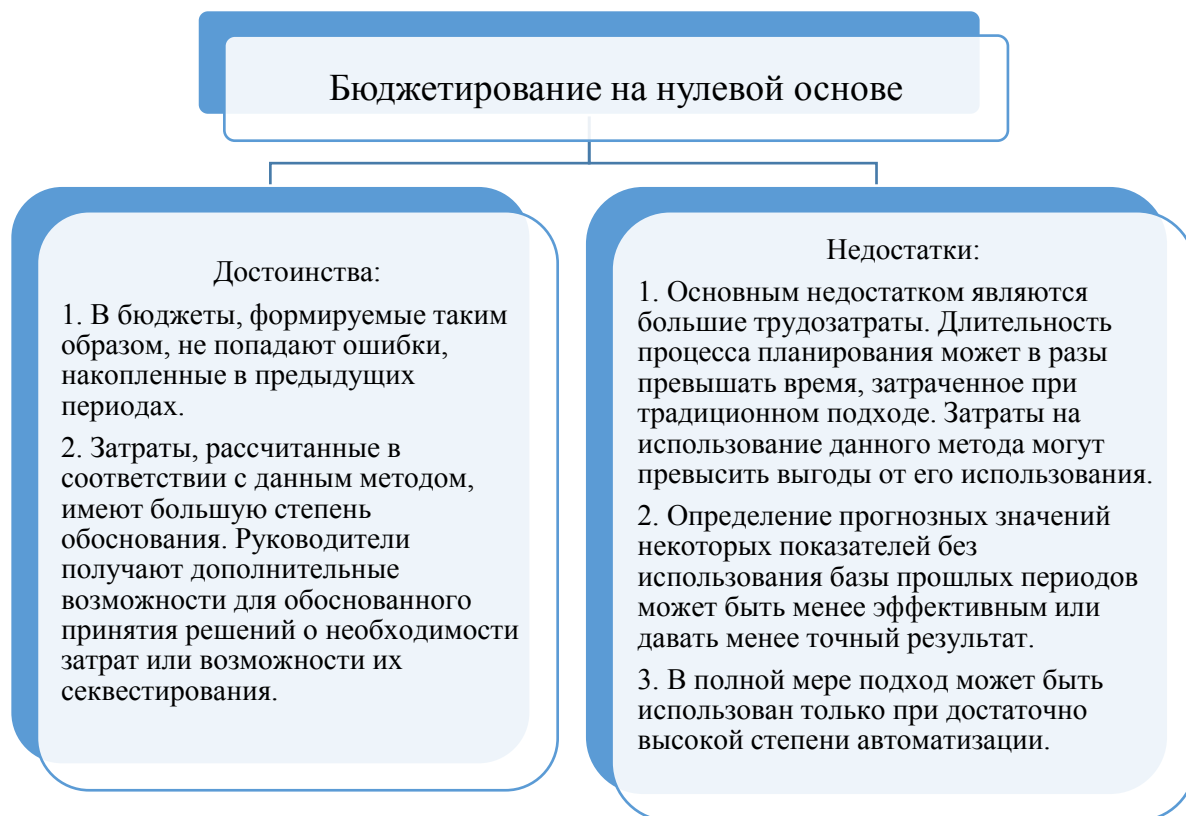 Бюджетирование на нулевой основе
Достоинства:
1. В бюджеты, формируемые таким
образом, не попадают ошибки,
накопленные в предыдущих
периодах.
2. Затраты, рассчитанные в
соответствии с данным методом,
имеют большую степень
обоснования. Руководители
получают дополнительные
возможности для обоснованного
принятия решений о необходимости
затрат или возможности их
секвестирования.
Недостатки:
1. Основным недостатком являются
большие трудозатраты. Длительность
процесса планирования может в разы
превышать время, затраченное при
традиционном подходе. Затраты на
использование данного метода могут
превысить выгоды от его использования.
2. Определение прогнозных значений
некоторых показателей без
использования базы прошлых периодов
может быть менее эффективным или
давать менее точный результат.
3. В полной мере подход может быть
использован только при достаточно
высокой степени автоматизации.